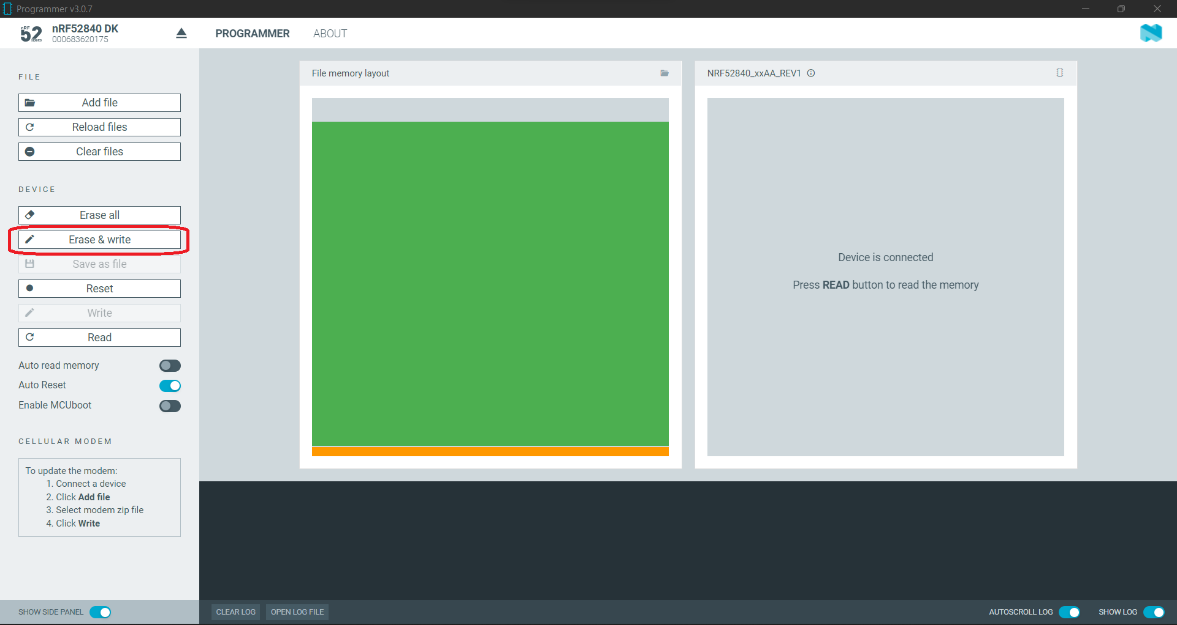 Programmer v3.0.7
nRF
52
SERIES
nRF52840 DK
000683620175
PROGRAMMER
ABOUT
FILE
Add file
Reload files
Clear files
DEVICE
Erase all
Erase & write
Save as file
Reset
Write
Read
Auto read memory
Auto Reset
Enable MCUboot
CELLULAR MODEM
To update the modem:
1. Connect a device
2. Click Add file
3. Select modem zip file
4. Click Write
SHOW SIDE PANEL
File memory layout
NRF52840_xxAA_REV1
Device is connected
Press READ button to read the memory
CLEAR LOG
OPEN LOG FILE
AUTOSCROLL LOG
SHOW LOG